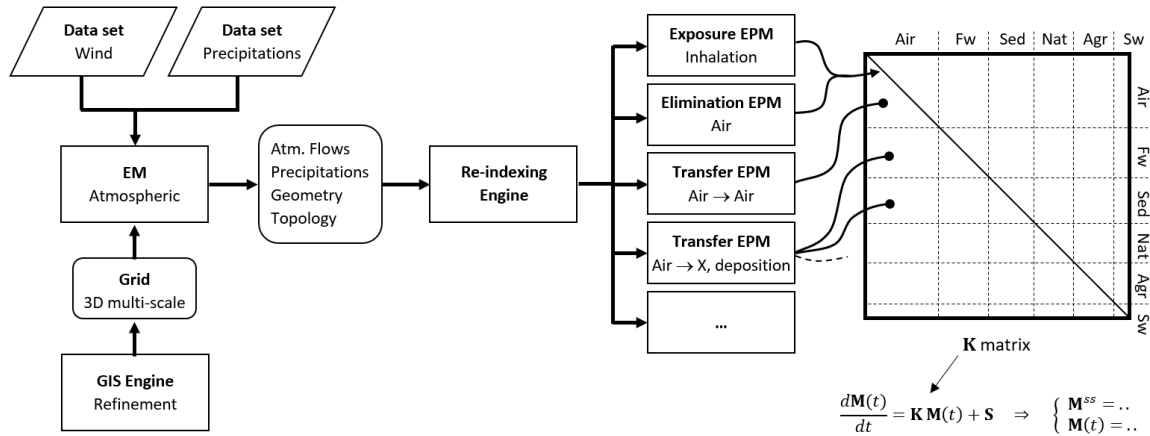 Data set
Wind
Data set
Precipitations
EM
Atmospheric
Grid
3D multi-scale
GIS Engine
Refinement
Atm. Flows
Precipitations
Geometry
Topology
Re-indexing
Engine
Exposure EPM
Inhalation
Elimination EPM
Air
Transfer EPM
Air → Air
Transfer EPM
Air → X, deposition
...
Air Fw Sed Nat Agr Sw
Air
Fw
Sed
Nat
Agr
Sw
K matrix
dM(t)/dt = K M(t) + S ⇒ { M^ss = ..
M(t) = ..